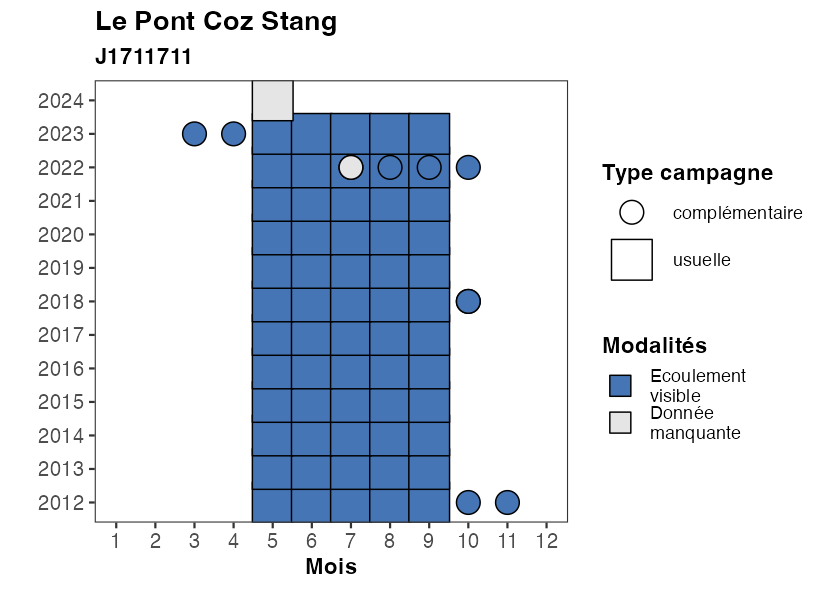 Le Pont Coz Stang
J1711711
2024
2023
2022
2021
2020
2019
2018
2017
2016
2015
2014
2013
2012
1 2 3 4 5 6 7 8 9 10 11 12
Mois
Type campagne
complémentaire
usuelle
Modalités
Ecoulement
visible
Donnée
manquante